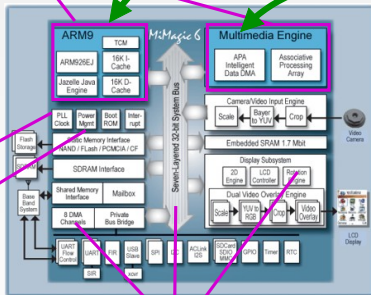 ARM9
TCM
ARM926EJ
16K I-
Cache
Jazelle Java
Engine
16K D-
Cache
MiMagic 6
Multimedia Engine
APA
Intelligent
Data DMA
Associative
Processing
Array
PLL
Clock
Power
Mgmt
Boot
ROM
Inter-
rupt
Flash
Storage
Static Memory Interface
NAND / FLash / PCMCIA / CF
SDRAM Interface
Shared Memory
Interface
Mailbox
Base
Band
System
8 DMA
Channels
Private
Bus Bridge
Seven-Layered 32-bit System Bus
Camera/Video Input Engine
Scale
Bayer
to
YUV
Crop
Video
Camera
Embedded SRAM 1.7 Mbit
Display Subsystem
2D
Engine
LCD
Controller
Rotation
Engine
Dual Video Overlay Engine
Scale
YUV to
RGB
Crop
Video
Overlay
LCD
Display
UART
Flow
Control
UART
SIR
FIR
USB
Slave
xcvr
SPI
ACLink
I2S
SDCard
SDIO
MMC
GPIO
Timer
RTC